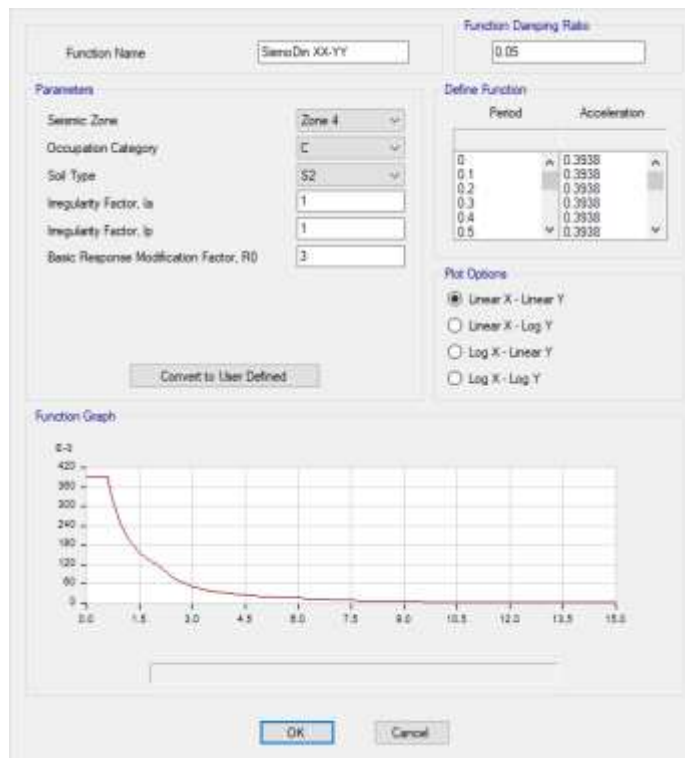 Function Damping Ratio
Function Name
SismoDin XX-YY
0.05
Parameters
Seismic Zone
Zone 4
Occupation Category
C
Soil Type
S2
Irregularity Factor, Ia
1
Irregularity Factor, Ip
1
Basic Response Modification Factor, R0
3
Convert to User Defined
Define Function
Period Acceleration
0 0.3938
0.1 0.3938
0.2 0.3938
0.3 0.3938
0.4 0.3938
0.5 0.3938
Plot Options
Linear X - Linear Y
Linear X - Log Y
Log X - Linear Y
Log X - Log Y
Function Graph
E-3
420
360
300
240
180
120
60
0
0.0 1.5 3.0 4.5 6.0 7.5 9.0 10.5 12.0 13.5 15.0
OK Cancel